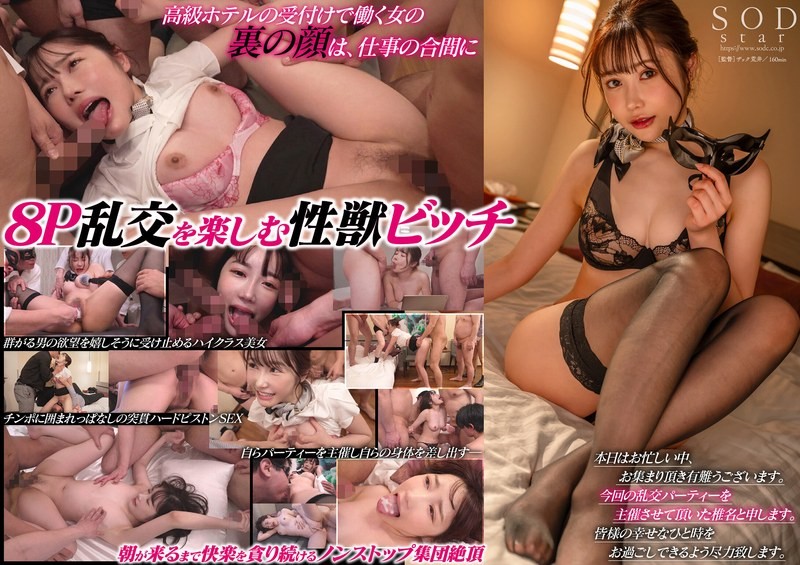 高級ホテルの受付けで働く女の
裏の顔は、仕事の合間に
8P乱交を楽しむ性獣ビッチ
群がる男の欲望を嬉しそうに受け止めるハイクラス美女
チンポに囲まれっぱなしの突貫ハードピストンSEX
自らパーティーを主催し自らの身体を差し出す―
朝が来るまで快楽を貪り続けるノンストップ集団絶頂
SOD
star
https://www.sodc.co.jp
[監督]ヴィク荒井/160min
本日はお忙しい中、
お集まり頂き有難うございます。
今回の乱交パーティーを
主催させて頂いた椎名と申します。
皆様の幸せなひと時を
お過ごしできるよう尽力致します。